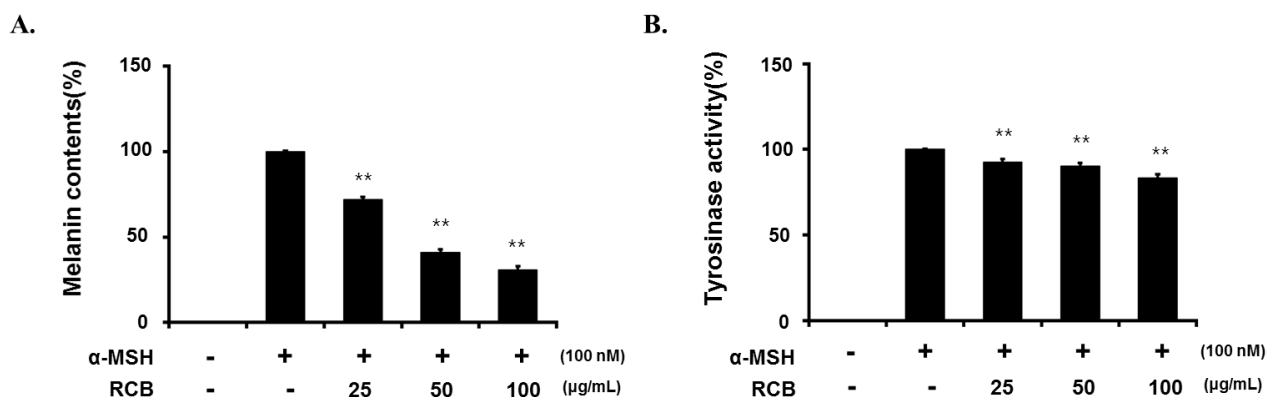 A.
Melanin contents(%)
150
100
50
0
**
**
**
α-MSH - + + + + (100 nM)
RCB - - 25 50 100 (μg/mL)
B.
Tyrosinase activity(%)
150
100
50
0
**
**
**
α-MSH - + + + + (100 nM)
RCB - - 25 50 100 (μg/mL)